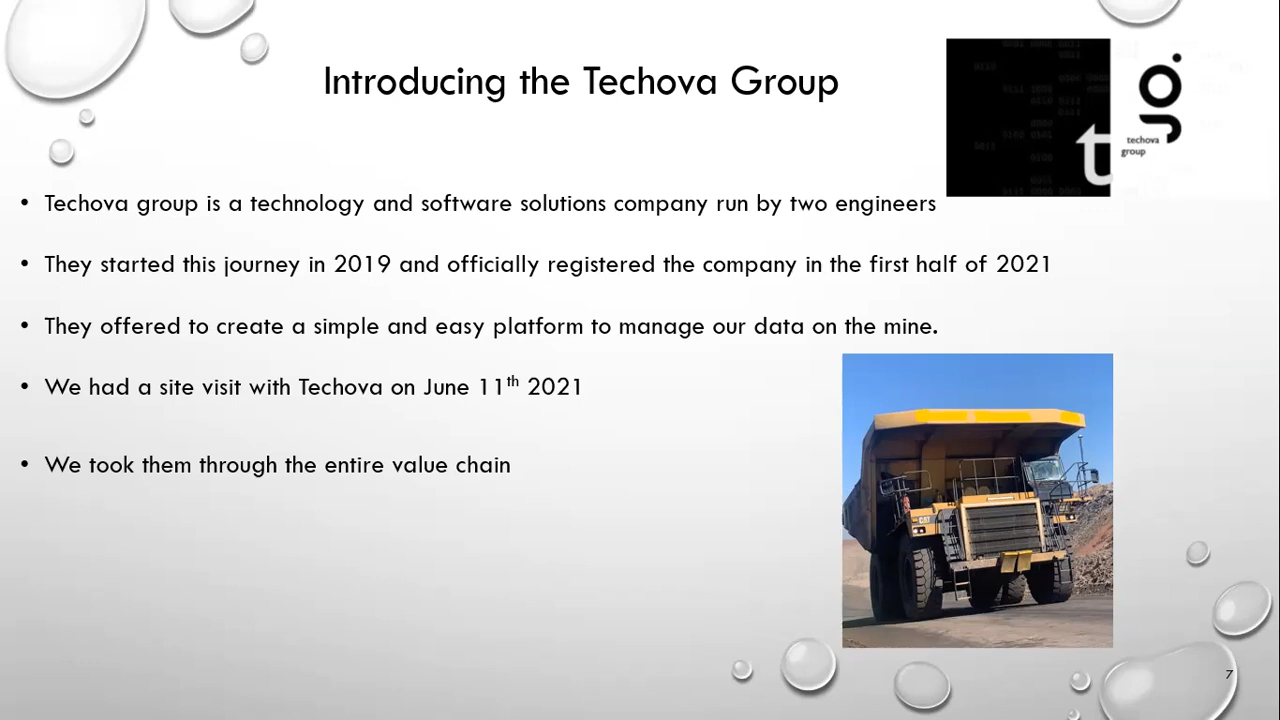 Introducing the Techova Group
tg
techova
group
• Techova group is a technology and software solutions company run by two engineers
• They started this journey in 2019 and officially registered the company in the first half of 2021
• They offered to create a simple and easy platform to manage our data on the mine.
• We had a site visit with Techova on June 11th 2021
• We took them through the entire value chain
CAT
7